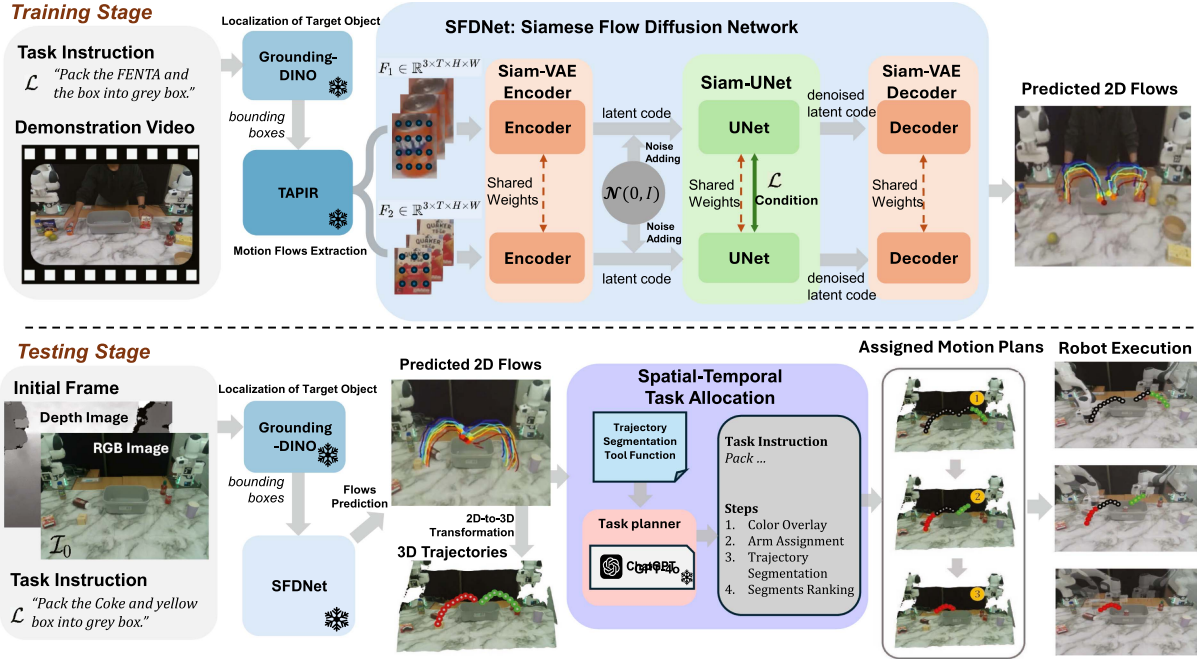 Training Stage
Task Instruction
ℒ “Pack the FENTA and
the box into grey box.”
Demonstration Video
Localization of Target Object
Grounding-
DINO
bounding
boxes
TAPIR
Motion Flows Extraction
SFDNet: Siamese Flow Diffusion Network
F₁ ∈ ℝ^{3×T×H×W}
F₂ ∈ ℝ^{3×T×H×W}
QUAKER
Siam-VAE
Encoder
Encoder
Shared
Weights
Encoder
latent code
Noise
Adding
𝒩(0, I)
Noise
Adding
latent code
Siam-UNet
UNet
Shared
Weights
ℒ
Condition
UNet
denoised
latent code
denoised
latent code
Siam-VAE
Decoder
Decoder
Shared
Weights
Decoder
Predicted 2D Flows
Testing Stage
Initial Frame
Depth Image
RGB Image
ℐ₀
Task Instruction
ℒ “Pack the Coke and yellow
box into grey box.”
Localization of Target Object
Grounding
-DINO
bounding
boxes
SFDNet
Flows
Prediction
Predicted 2D Flows
2D-to-3D
Transformation
3D Trajectories
Spatial-Temporal
Task Allocation
Trajectory
Segmentation
Tool Function
Task planner
ChatGPT
GPT-4o
Task Instruction
Pack ...
Steps
1. Color Overlay
2. Arm Assignment
3. Trajectory
Segmentation
4. Segments Ranking
Assigned Motion Plans
1
2
3
Robot Execution